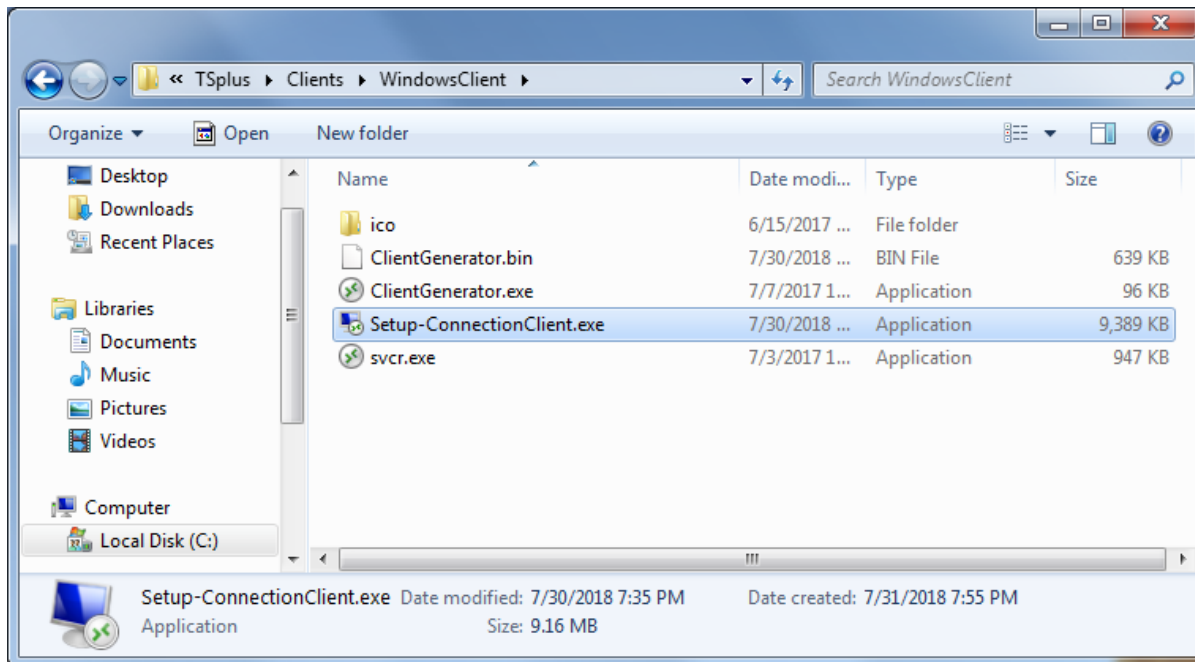 « TSplus ▸ Clients ▸ WindowsClient ▸ Search WindowsClient
Organize Open New folder
Desktop
Downloads
Recent Places
Libraries
Documents
Music
Pictures
Videos
Computer
Local Disk (C:)
Name Date modi... Type Size
ico 6/15/2017 ... File folder
ClientGenerator.bin 7/30/2018 ... BIN File 639 KB
ClientGenerator.exe 7/7/2017 1... Application 96 KB
Setup-ConnectionClient.exe 7/30/2018 ... Application 9,389 KB
svcr.exe 7/3/2017 1... Application 947 KB
Setup-ConnectionClient.exe Date modified: 7/30/2018 7:35 PM Date created: 7/31/2018 7:55 PM
Application Size: 9.16 MB